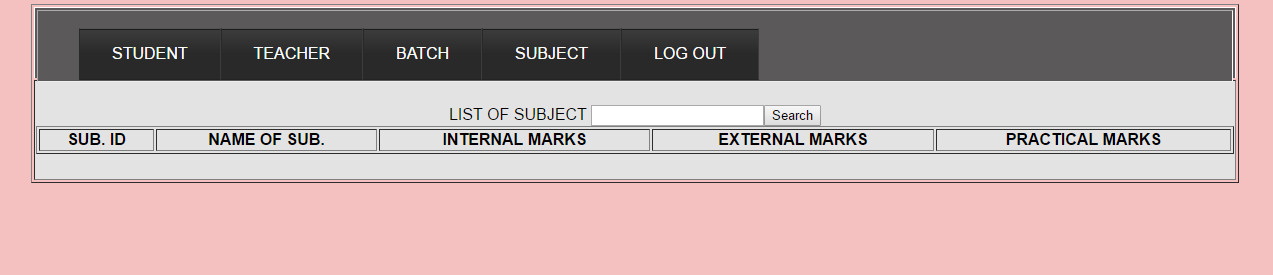 STUDENT TEACHER BATCH SUBJECT LOG OUT
LIST OF SUBJECT Search
SUB. ID NAME OF SUB. INTERNAL MARKS EXTERNAL MARKS PRACTICAL MARKS